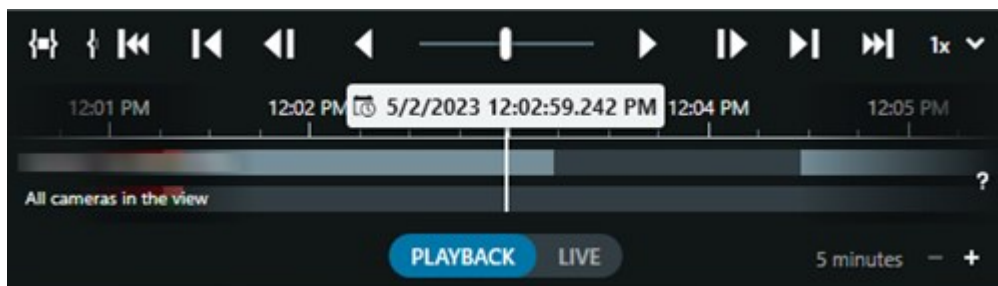 1x
12:01 PM 12:02 PM 5/2/2023 12:02:59.242 PM 12:04 PM 12:05 PM
?
All cameras in the view
PLAYBACK LIVE 5 minutes - +